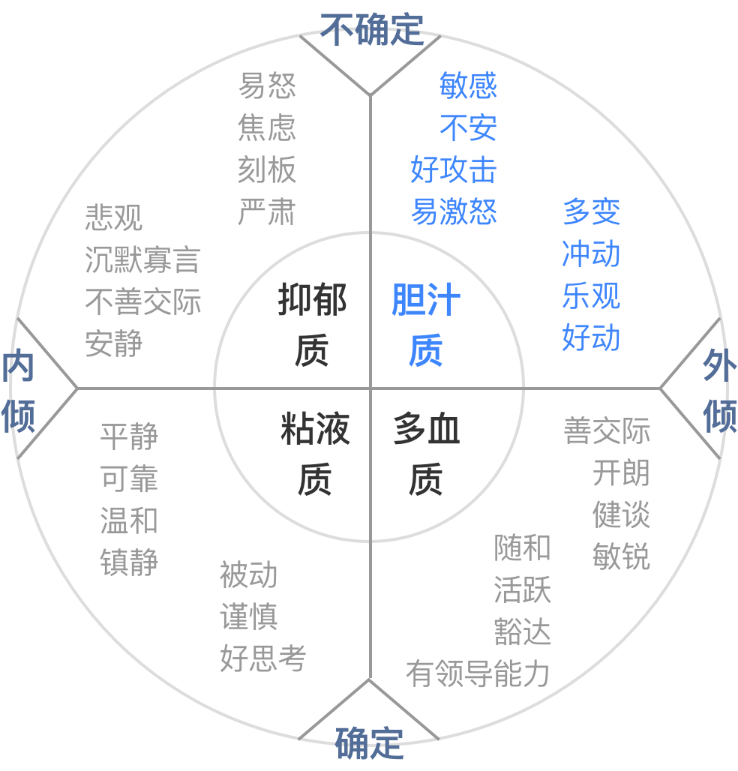 不确定
易怒
焦虑
刻板
严肃
悲观
沉默寡言
不善交际
安静
敏感
不安
好攻击
易激怒
多变
冲动
乐观
好动
抑郁
质
胆汁
质
内
倾
外
倾
粘液
质
多血
质
平静
可靠
温和
镇静
被动
谨慎
好思考
善交际
开朗
健谈
敏锐
随和
活跃
豁达
有领导能力
确定